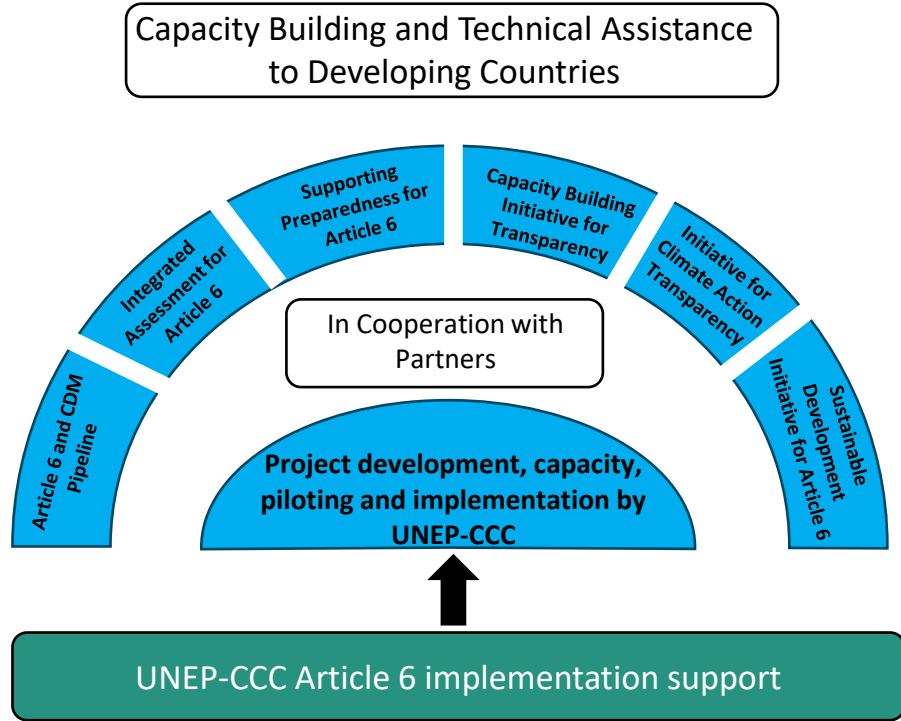 Capacity Building and Technical Assistance
to Developing Countries
Article 6 and CDM
Pipeline
Integrated
Assessment for
Article 6
Supporting
Preparedness for
Article 6
Capacity Building
Initiative for
Transparency
Initiative for
Climate Action
Transparency
Sustainable
Development
Initiative for Article 6
In Cooperation with
Partners
Project development, capacity,
piloting and implementation by
UNEP-CCC
UNEP-CCC Article 6 implementation support